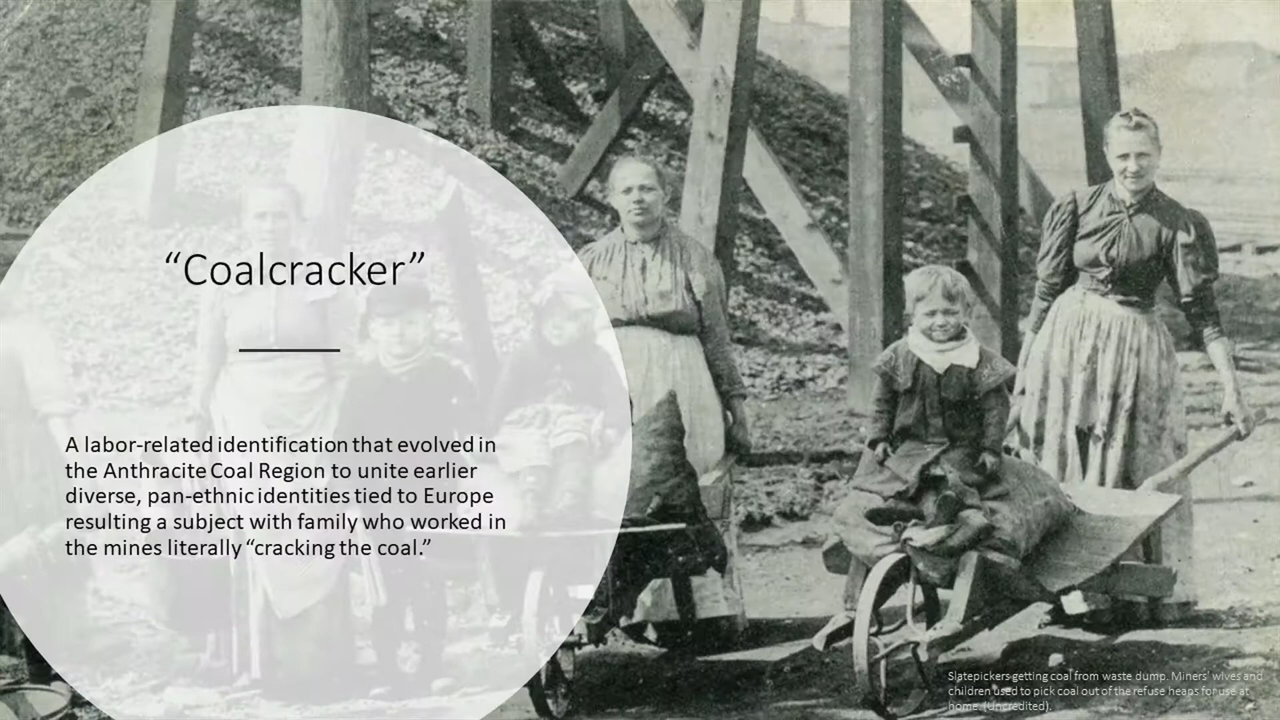 “Coalcracker”
A labor-related identification that evolved in
the Anthracite Coal Region to unite earlier
diverse, pan-ethnic identities tied to Europe
resulting a subject with family who worked in
the mines literally “cracking the coal.”
Slatepickers getting coal from waste dump. Miners' wives and
children used to pick coal out of the refuse heaps for use at
home. (Uncredited).